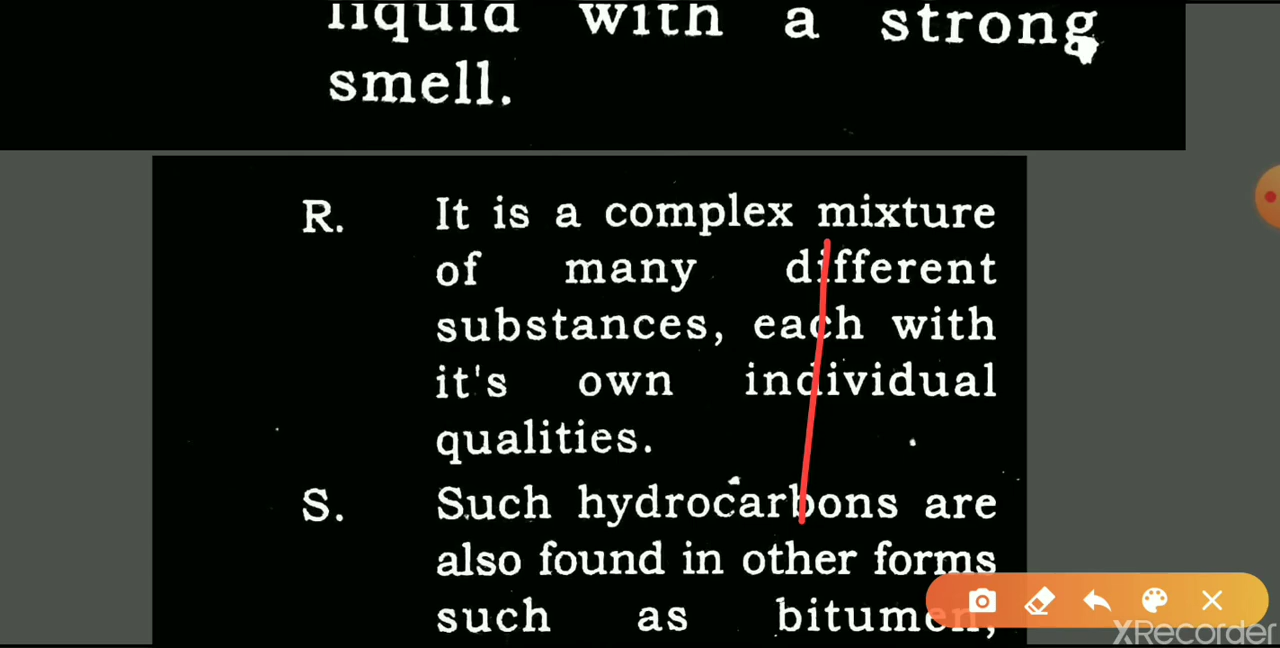 liquid with a strong
smell.
R. It is a complex mixture
of many different
substances, each with
it's own individual
qualities.
S. Such hydrocarbons are
also found in other forms
such as bitumen,
XRecorder